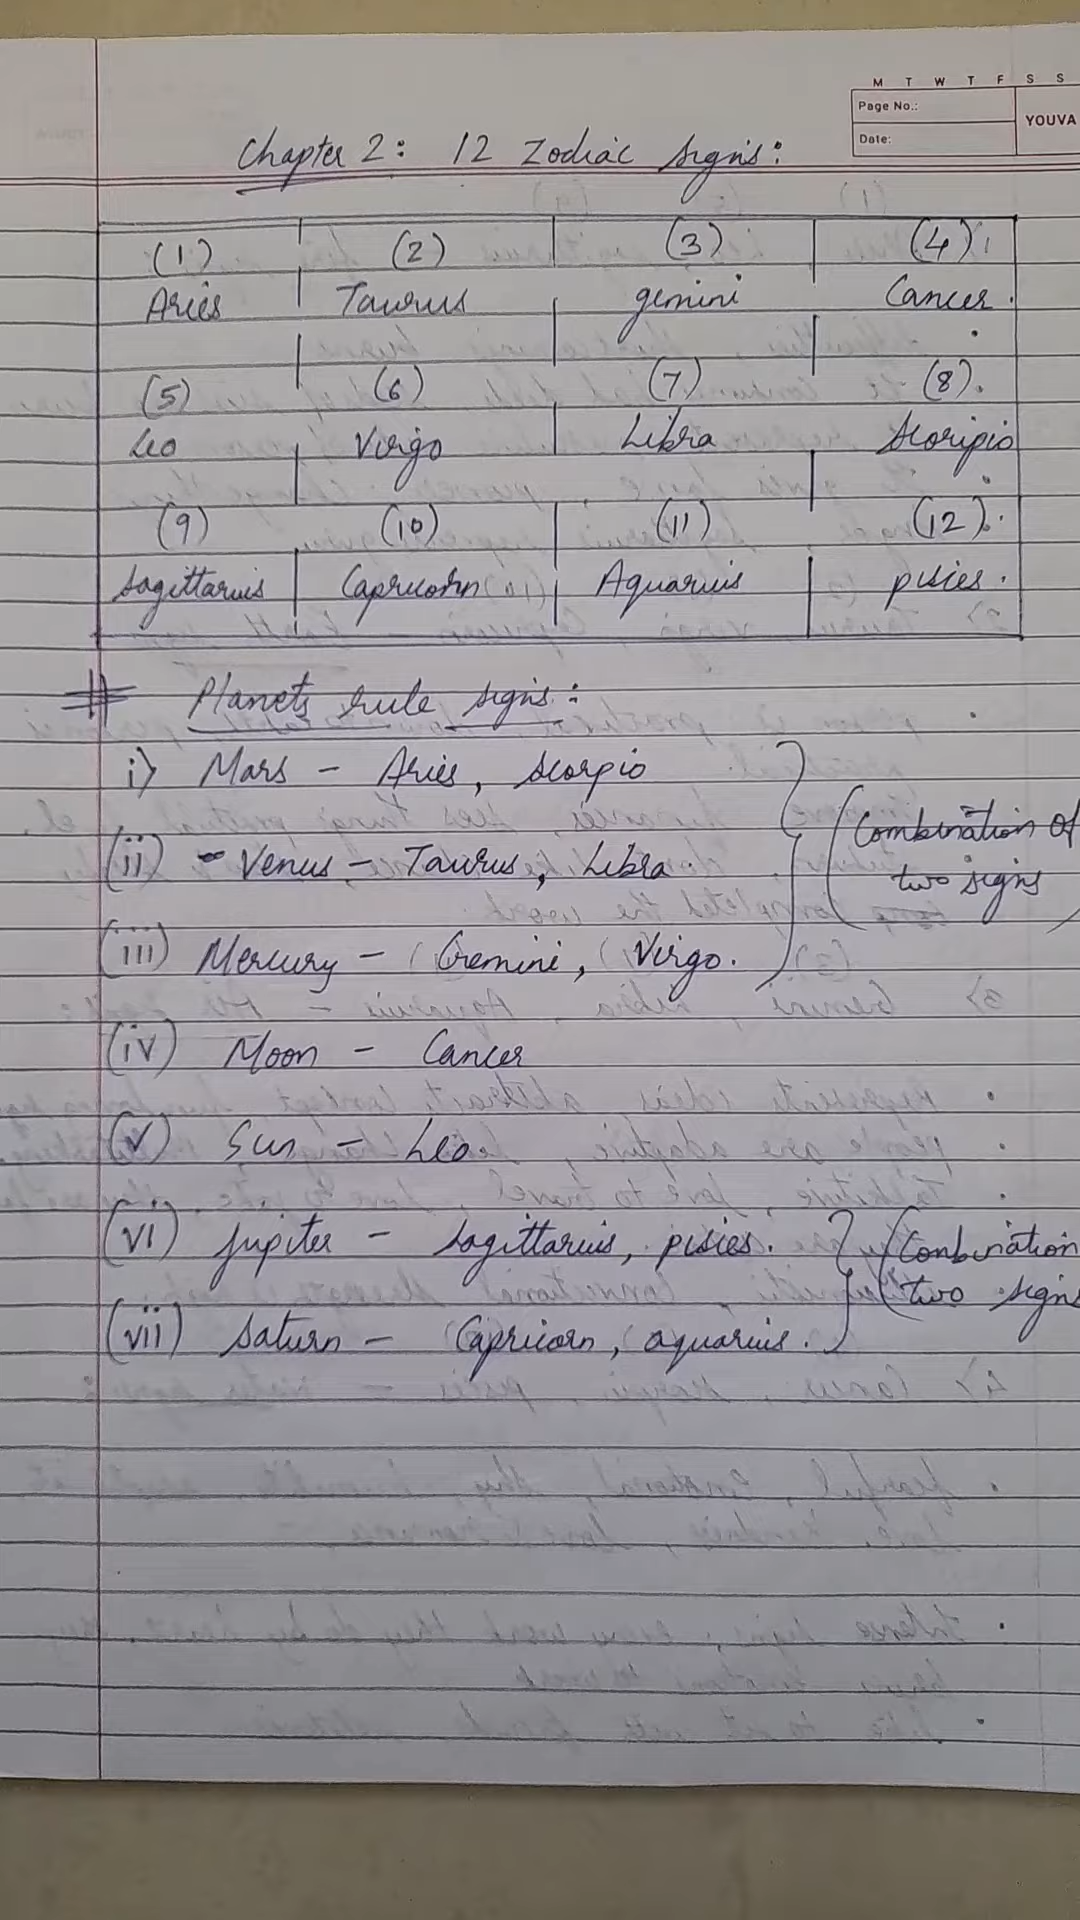 M T W T F S S
Page No.:
YOUVA
Date:
Chapter 2: 12 Zodiac signs:
(1) (2) (3) (4)
Aries Taurus gemini Cancer.
(5) (6) (7) (8).
Leo Virgo Libra Scoripio
(9) (10) (11) (12).
Sagittarius Capricorn Aquarius pisies.
# Planets rule signs:
i) Mars - Aries, Scorpio
(ii) - Venus - Taurus, Libra
(Combination of
two signs
(iii) Mercury - Gemini, Virgo.
(iv) Moon - Cancer
(v) Sun - Leo
(vi) Jupiter - Sagittarius, pisies.
(Combination
two signs
(vii) Saturn - Capricorn, aquarius.